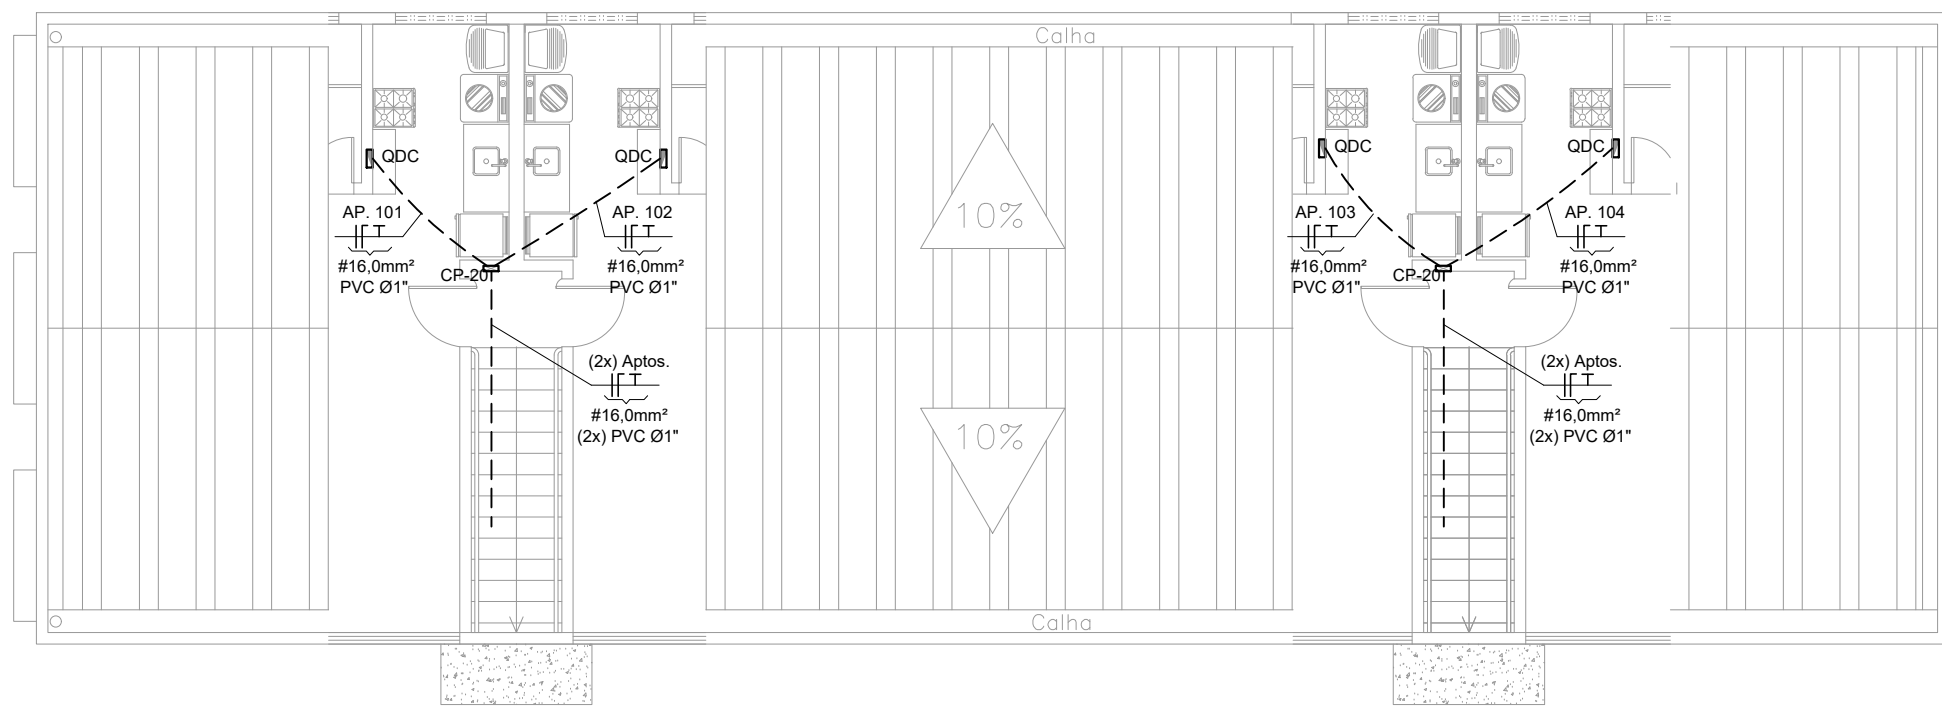 Calha
QDC
QDC
QDC
QDC
10%
AP. 101
#16,0mm²
PVC Ø1"
AP. 102
#16,0mm²
PVC Ø1"
AP. 103
#16,0mm²
PVC Ø1"
AP. 104
#16,0mm²
PVC Ø1"
CP-20
CP-20
(2x) Aptos.
#16,0mm²
(2x) PVC Ø1"
(2x) Aptos.
#16,0mm²
(2x) PVC Ø1"
10%
Calha